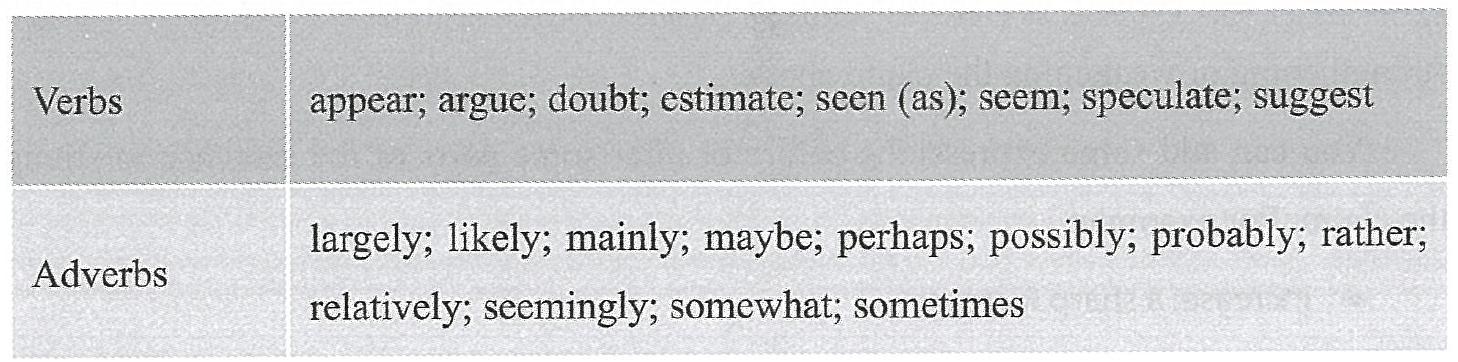 Verbs
appear; argue; doubt; estimate; seen (as); seem; speculate; suggest
Adverbs
largely; likely; mainly; maybe; perhaps; possibly; probably; rather;
relatively; seemingly; somewhat; sometimes